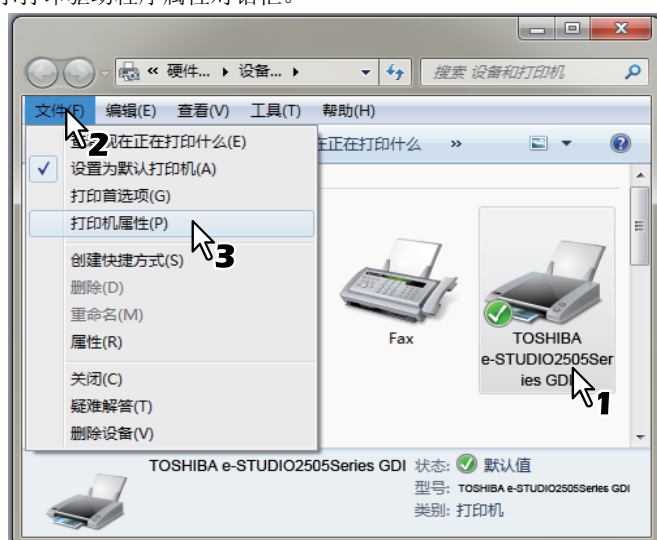 打印驱动程序属性对话框。
« 硬件... ▸ 设备... ▸
搜索 设备和打印机
文件(F) 编辑(E) 查看(V) 工具(T) 帮助(H)
2
现在正在打印什么(E)
正在打印什么 »
设置为默认打印机(A)
打印首选项(G)
打印机属性(P)
3
创建快捷方式(S)
删除(D)
重命名(M)
属性(R)
关闭(C)
疑难解答(T)
删除设备(V)
Fax
TOSHIBA
e-STUDIO2505Ser
ies GDI
1
TOSHIBA e-STUDIO2505Series GDI 状态: 默认值
型号: TOSHIBA e-STUDIO2505Series GDI
类别: 打印机